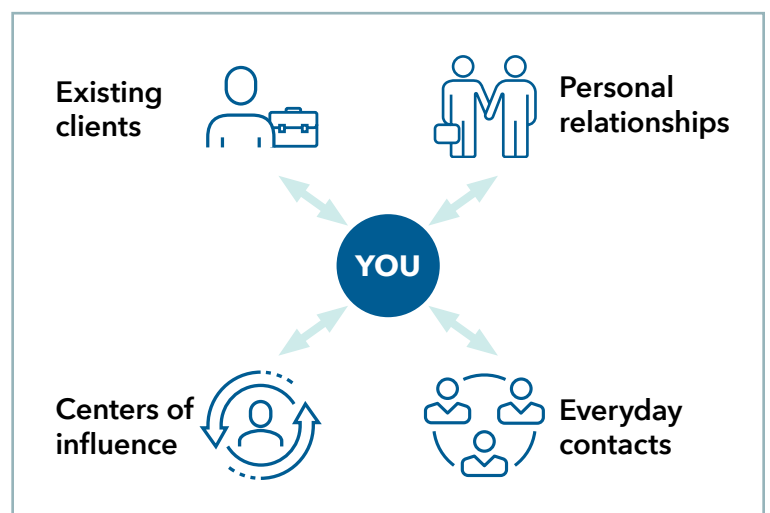 Existing
clients
Personal
relationships
YOU
Centers of
influence
Everyday
contacts